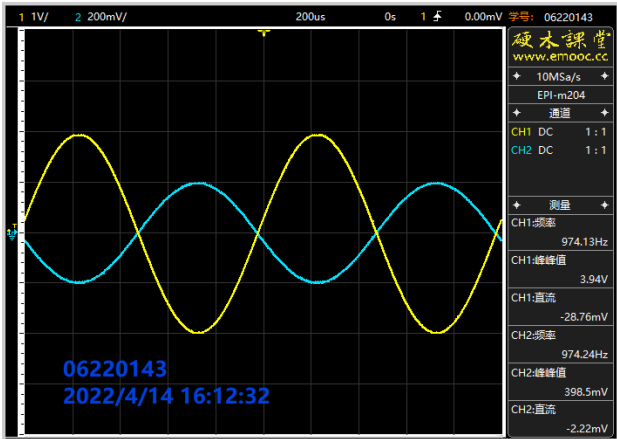 1 1V/ 2 200mV/ 200us 0s 1 0.00mV 学号: 06220143
硬木課堂
www.emooc.cc
10MSa/s
EPI-m204
通道
CH1 DC 1 : 1
CH2 DC 1 : 1
测量
CH1:频率
974.13Hz
CH1:峰峰值
3.94V
CH1:直流
-28.76mV
CH2:频率
974.24Hz
CH2:峰峰值
398.5mV
CH2:直流
-2.22mV
T
06220143
2022/4/14 16:12:32